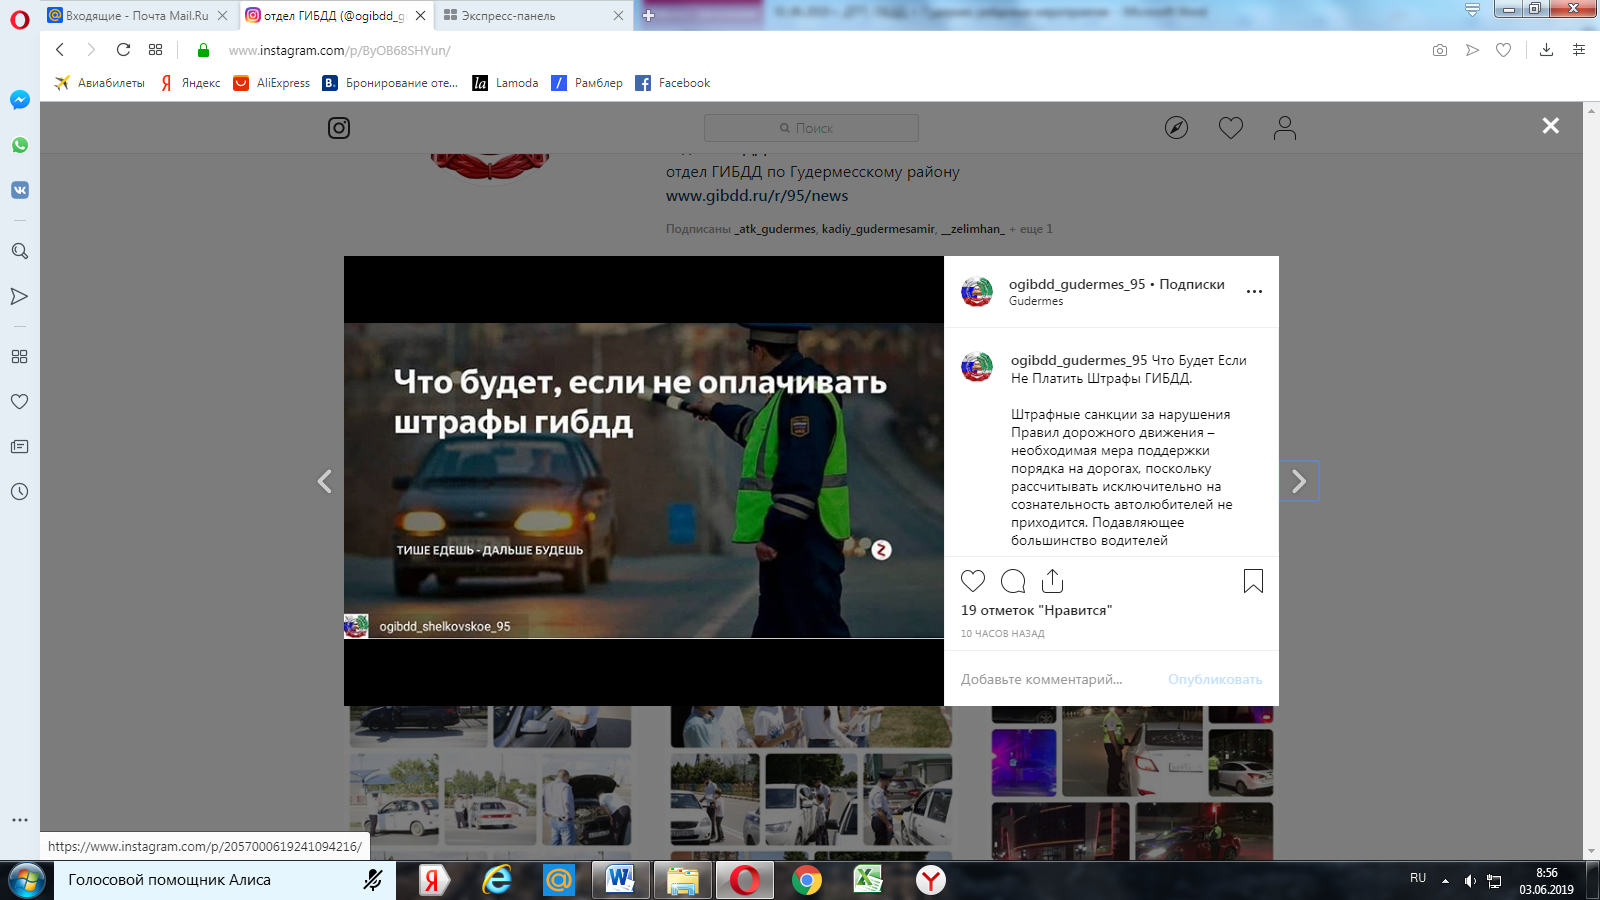 Входящие - Почта Mail.Ru
отдел ГИБДД (@ogibdd_g
Экспресс-панель
www.instagram.com/p/ByOB68SHYun/
Авиабилеты
Яндекс
AliExpress
Бронирование оте...
Lamoda
Рамблер
Facebook
Поиск
отдел ГИБДД по Гудермесскому району
www.gibdd.ru/r/95/news
Подписаны _atk_gudermes, kadiy_gudermesamir, __zelimhan_ + еще 1
Что будет, если не оплачивать
штрафы гибдд
ТИШЕ ЕДЕШЬ - ДАЛЬШЕ БУДЕШЬ
Z
ogibdd_shelkovskoe_95
ogibdd_gudermes_95 • Подписки
Gudermes
ogibdd_gudermes_95 Что Будет Если
Не Платить Штрафы ГИБДД.
Штрафные санкции за нарушения
Правил дорожного движения –
необходимая мера поддержки
порядка на дорогах, поскольку
рассчитывать исключительно на
сознательность автолюбителей не
приходится. Подавляющее
большинство водителей
19 отметок "Нравится"
10 ЧАСОВ НАЗАД
Добавьте комментарий...
Опубликовать
https://www.instagram.com/p/2057000619241094216/
Голосовой помощник Алиса
RU
8:56
03.06.2019